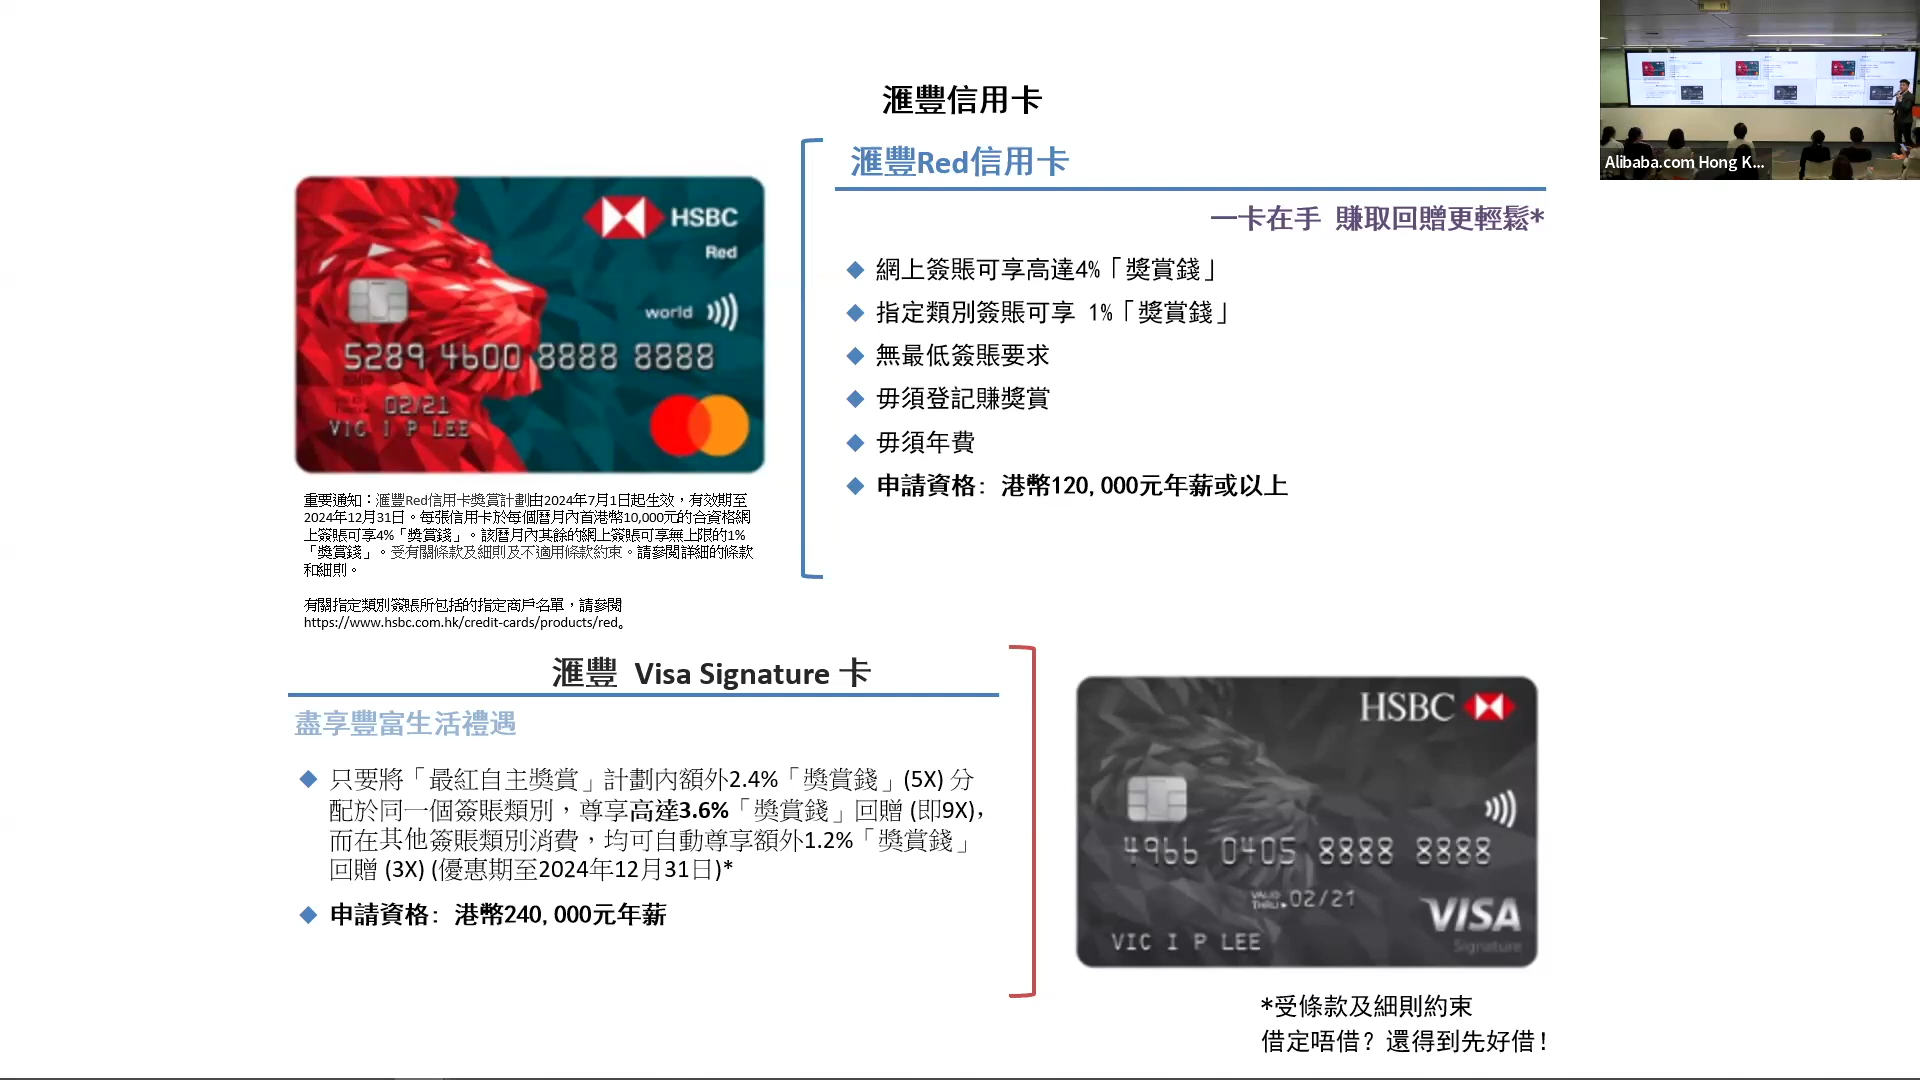 滙豐信用卡
Alibaba.com Hong K...
滙豐Red信用卡
一卡在手 賺取回贈更輕鬆*
HSBC
Red
world
5289 4600 8888 8888
02/21
VIC I P LEE
網上簽賬可享高達4%「獎賞錢」
指定類別簽賬可享 1%「獎賞錢」
無最低簽賬要求
毋須登記賺獎賞
毋須年費
申請資格: 港幣120,000元年薪或以上
重要通知：滙豐Red信用卡獎賞計劃由2024年7月1日起生效，有效期至
2024年12月31日。每張信用卡於每個曆月內首港幣10,000元的合資格網
上簽賬可享4%「獎賞錢」。該曆月內其餘的網上簽賬可享無上限的1%
「獎賞錢」。受有關條款及細則及不適用條款約束。請參閱詳細的條款
和細則。
有關指定類別簽賬所包括的指定商戶名單，請參閱
https://www.hsbc.com.hk/credit-cards/products/red。
滙豐 Visa Signature 卡
盡享豐富生活禮遇
只要將「最紅自主獎賞」計劃內額外2.4%「獎賞錢」(5X) 分
配於同一個簽賬類別，尊享高達3.6%「獎賞錢」回贈 (即9X)，
而在其他簽賬類別消費，均可自動尊享額外1.2%「獎賞錢」
回贈 (3X) (優惠期至2024年12月31日)*
申請資格: 港幣240,000元年薪
HSBC
4966 0405 8888 8888
VALID THRU 02/21
VISA
Signature
VIC I P LEE
*受條款及細則約束
借定唔借? 還得到先好借!